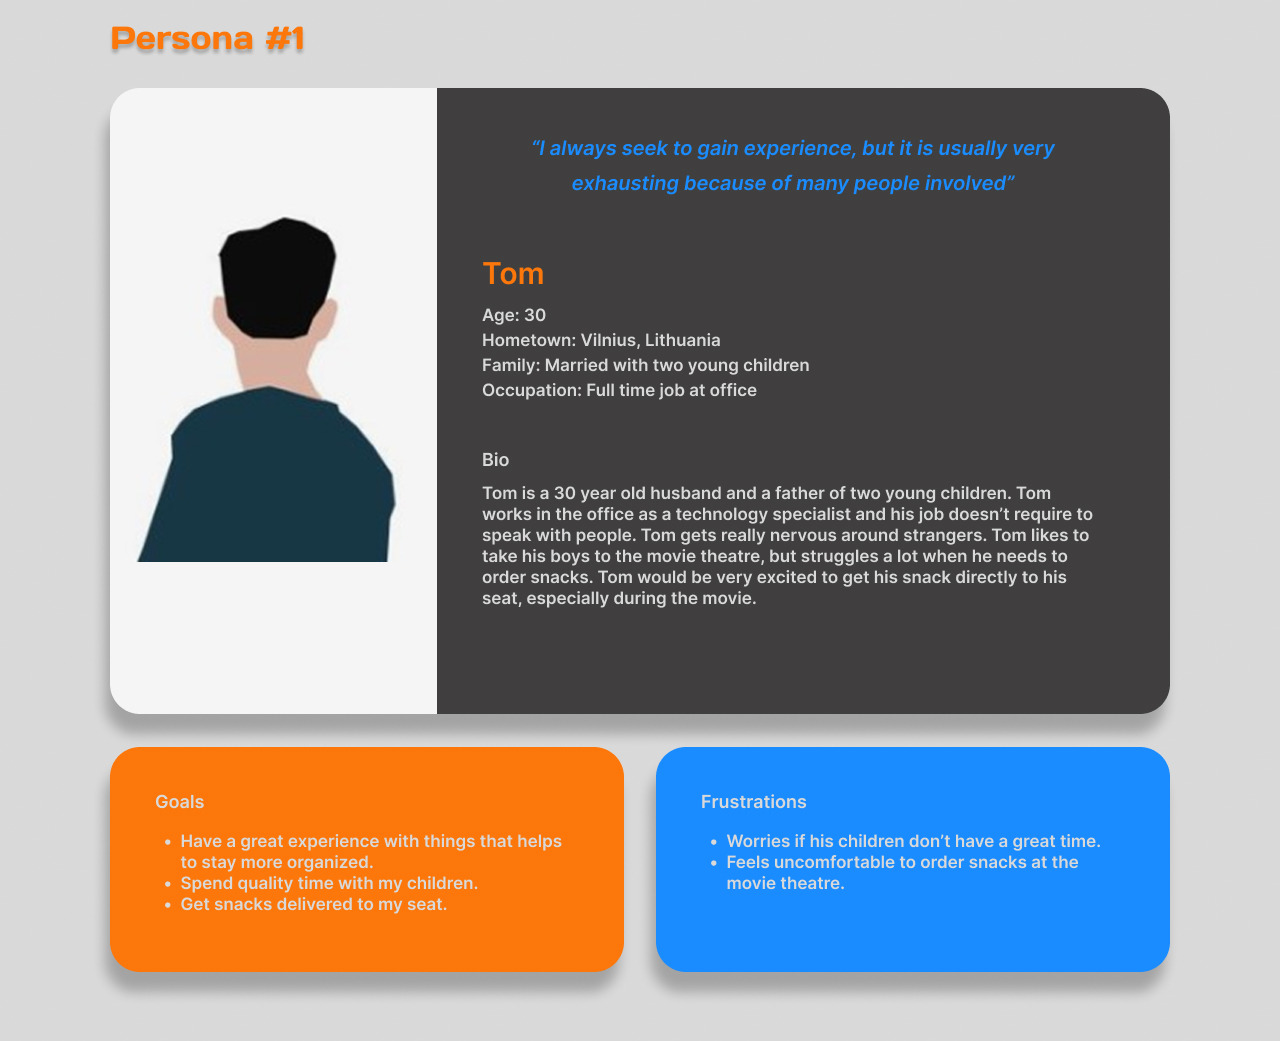 Persona #1
“I always seek to gain experience, but it is usually very
exhausting because of many people involved”
Tom
Age: 30
Hometown: Vilnius, Lithuania
Family: Married with two young children
Occupation: Full time job at office
Bio
Tom is a 30 year old husband and a father of two young children. Tom
works in the office as a technology specialist and his job doesn’t require to
speak with people. Tom gets really nervous around strangers. Tom likes to
take his boys to the movie theatre, but struggles a lot when he needs to
order snacks. Tom would be very excited to get his snack directly to his
seat, especially during the movie.
Goals
• Have a great experience with things that helps
to stay more organized.
• Spend quality time with my children.
• Get snacks delivered to my seat.
Frustrations
• Worries if his children don’t have a great time.
• Feels uncomfortable to order snacks at the
movie theatre.